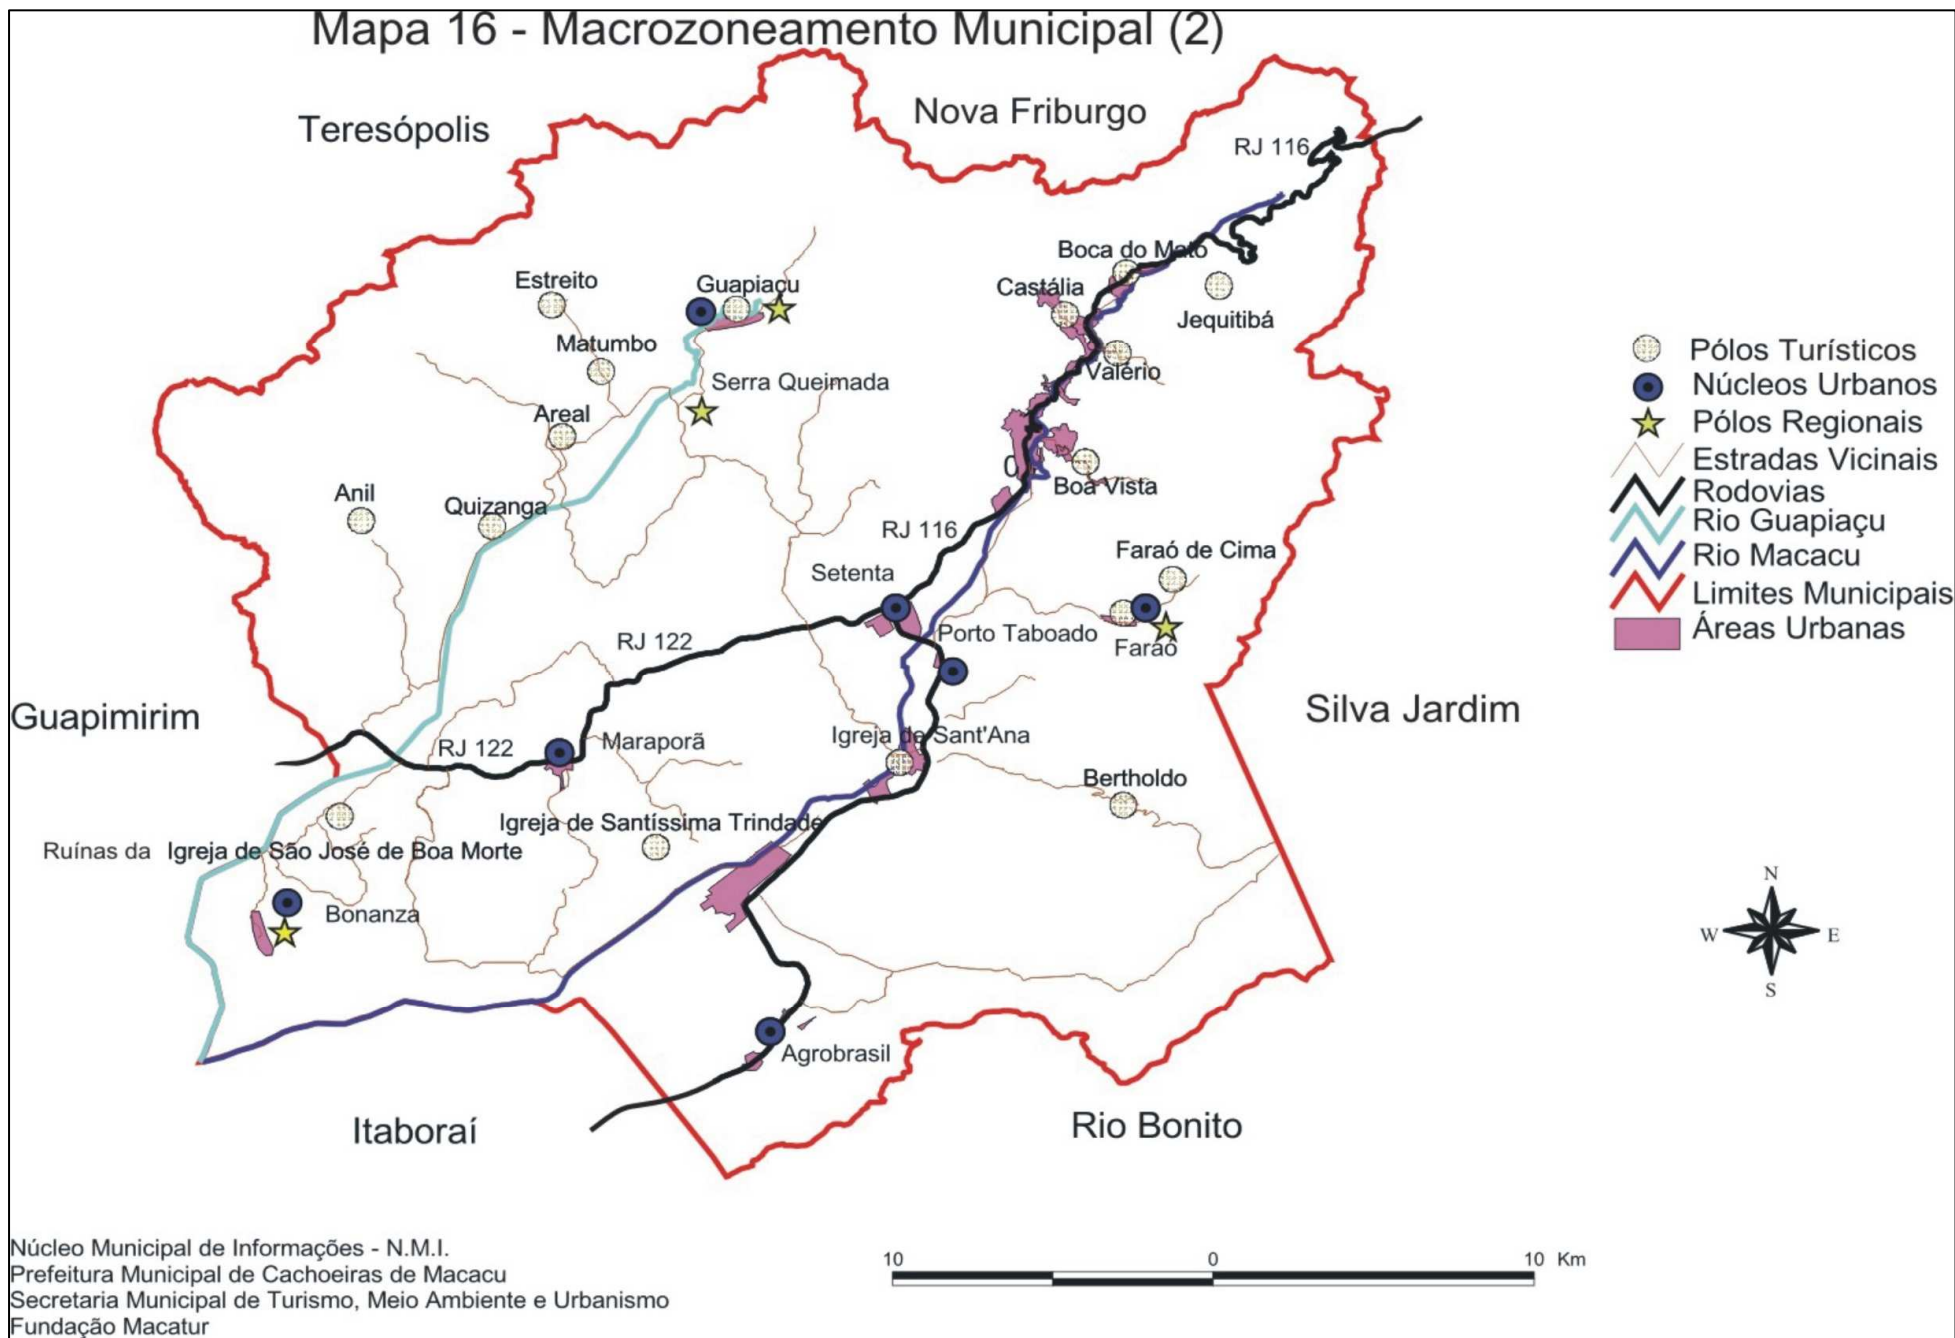 Mapa 16 - Macrozoneamento Municipal (2)
Teresópolis
Nova Friburgo
RJ 116
Boca do Mato
Estreito
Guapiaçu
Castália
Jequitibá
Matumbo
Valério
Serra Queimada
Areal
Anil
Quizanga
0
Boa Vista
RJ 116
Faraó de Cima
Setenta
Porto Taboado
RJ 122
Faraó
Guapimirim
Silva Jardim
RJ 122
Maraporã
Igreja de Sant'Ana
Bertholdo
Igreja de Santíssima Trindade
Ruínas da Igreja de São José de Boa Morte
Bonanza
Agrobrasil
Itaboraí
Rio Bonito
Pólos Turísticos
Núcleos Urbanos
Pólos Regionais
Estradas Vicinais
Rodovias
Rio Guapiaçu
Rio Macacu
Limites Municipais
Áreas Urbanas
N
W E
S
10 0 10 Km
Núcleo Municipal de Informações - N.M.I.
Prefeitura Municipal de Cachoeiras de Macacu
Secretaria Municipal de Turismo, Meio Ambiente e Urbanismo
Fundação Macatur